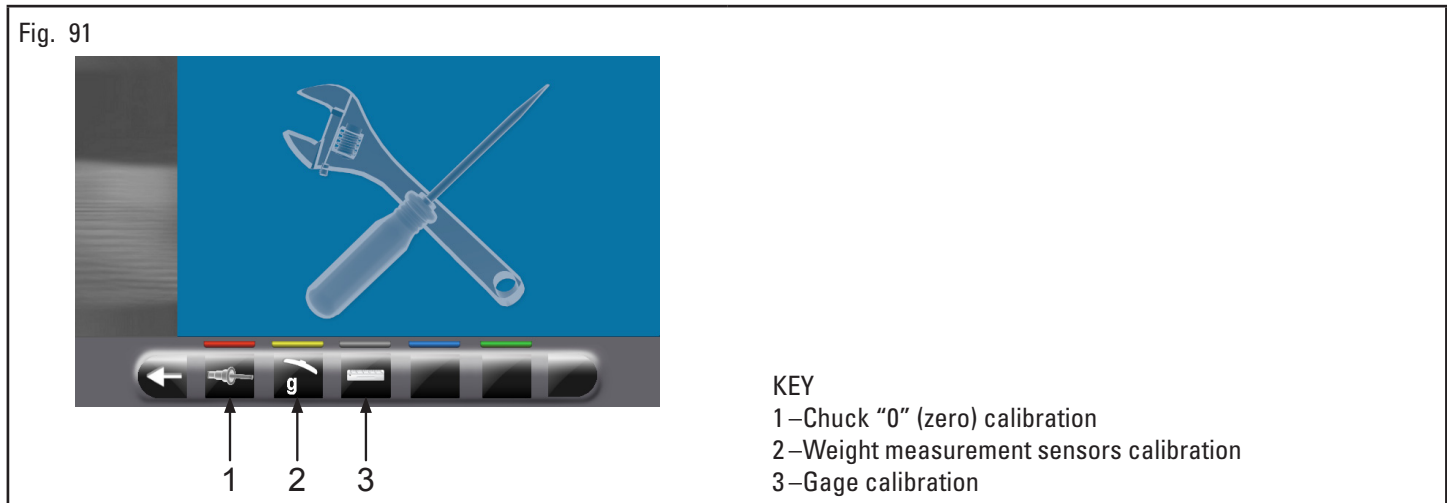 Fig. 91
g
1 2 3
KEY
1 –Chuck “0” (zero) calibration
2 –Weight measurement sensors calibration
3 –Gage calibration